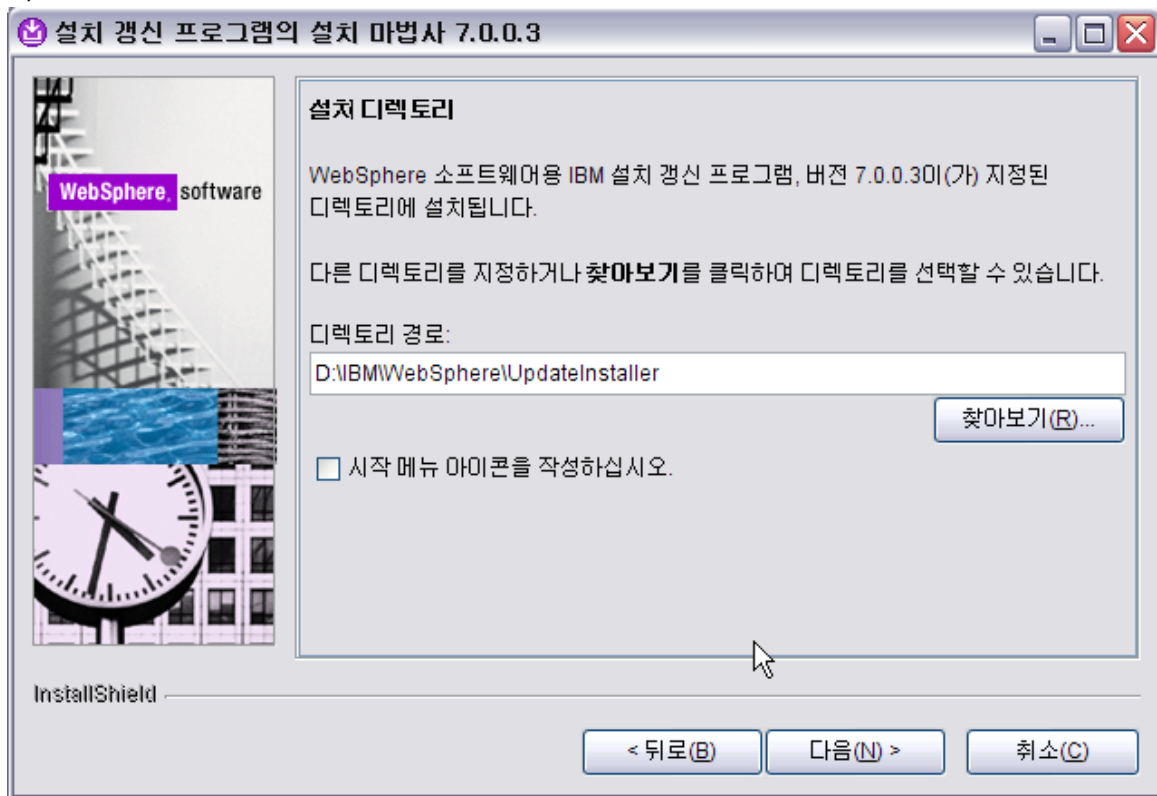 설치 갱신 프로그램의 설치 마법사 7.0.0.3
WebSphere. software
설치 디렉토리
WebSphere 소프트웨어용 IBM 설치 갱신 프로그램, 버전 7.0.0.3이(가) 지정된
디렉토리에 설치됩니다.
다른 디렉토리를 지정하거나 찾아보기를 클릭하여 디렉토리를 선택할 수 있습니다.
디렉토리 경로:
D:\IBM\WebSphere\UpdateInstaller
찾아보기(R)...
시작 메뉴 아이콘을 작성하십시오.
InstallShield
< 뒤로(B)
다음(N) >
취소(C)